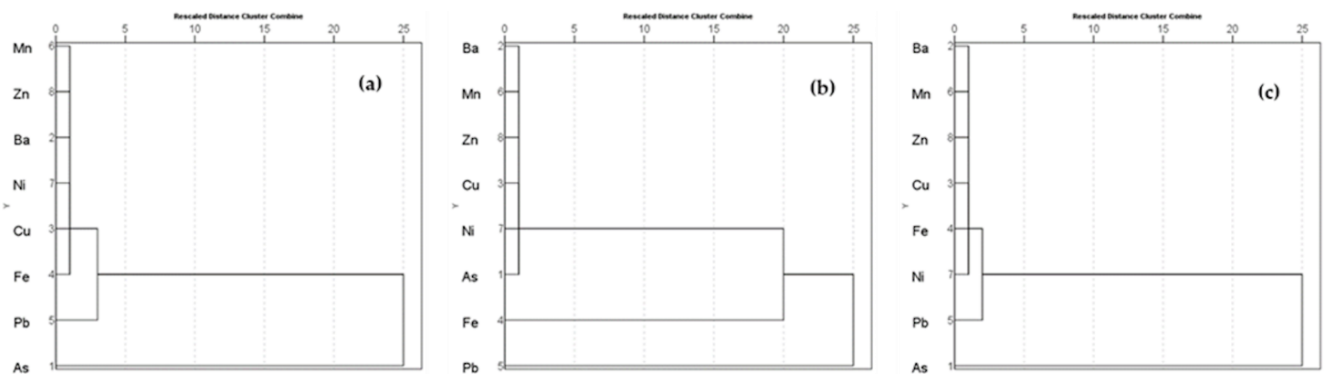 Rescaled Distance Cluster Combine
0 5 10 15 20 25
Mn 6
Zn 8
Ba 2
Ni 7
Cu 3
Fe 4
Pb 5
As 1
Y
(a)
Rescaled Distance Cluster Combine
0 5 10 15 20 25
Ba 2
Mn 6
Zn 8
Cu 3
Ni 7
As 1
Fe 4
Pb 5
Y
(b)
Rescaled Distance Cluster Combine
0 5 10 15 20 25
Ba 2
Mn 6
Zn 8
Cu 3
Fe 4
Ni 7
Pb 5
As 1
Y
(c)